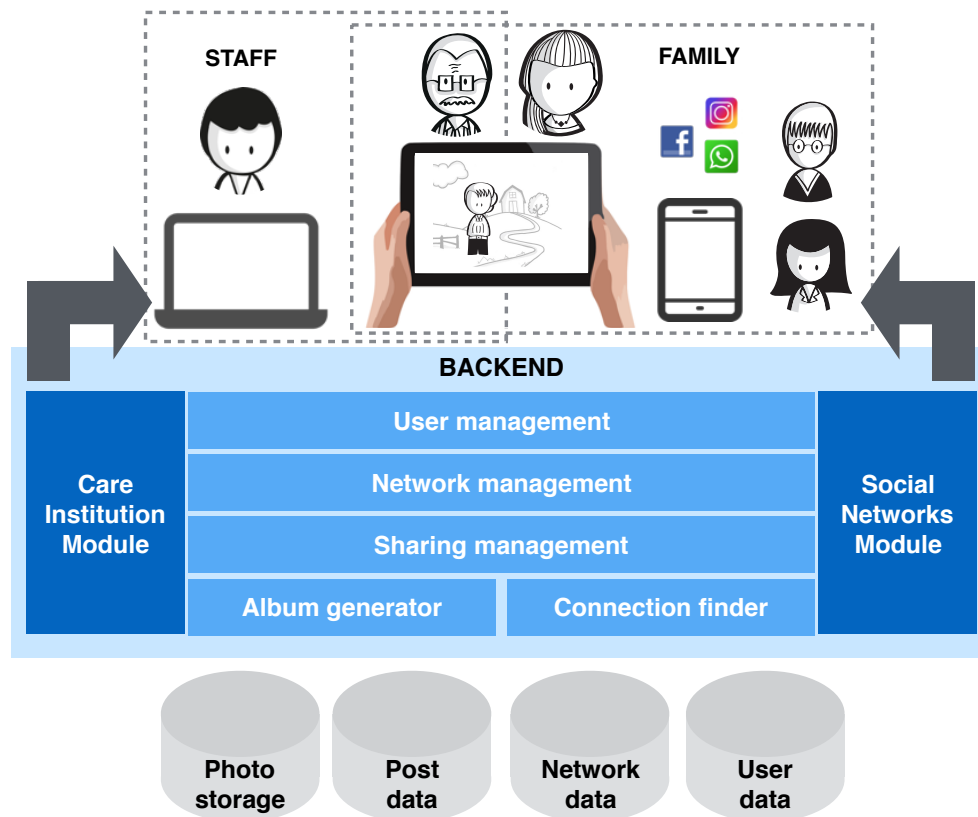 STAFF
FAMILY
BACKEND
User management
Network management
Sharing management
Album generator
Connection finder
Care
Institution
Module
Social
Networks
Module
Photo
storage
Post
data
Network
data
User
data